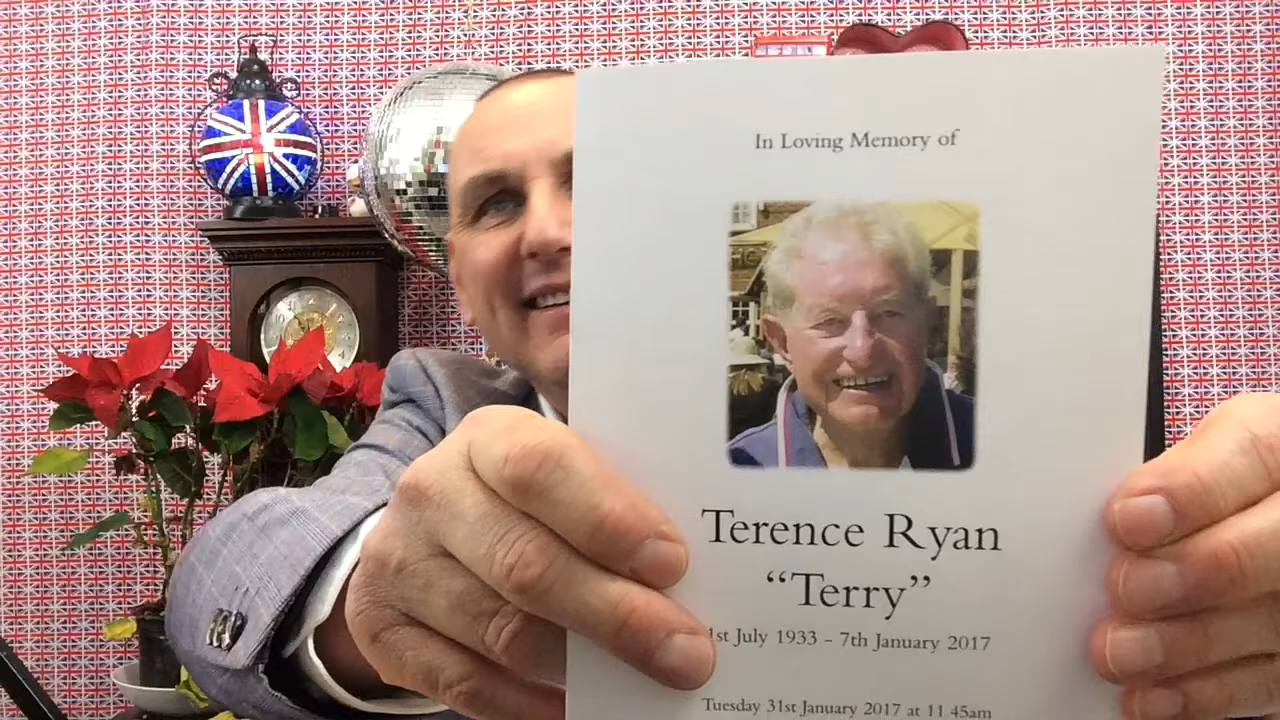 In Loving Memory of
Terence Ryan
“Terry”
1st July 1933 – 7th January 2017
Tuesday 31st January 2017 at 11.45am